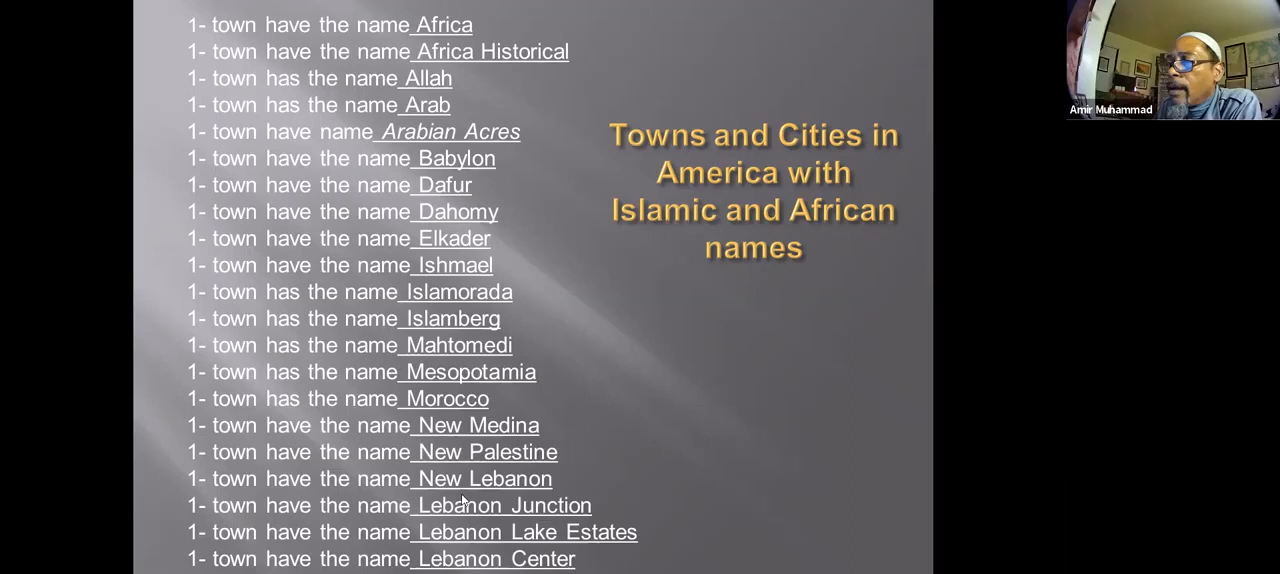 1- town have the name Africa
1- town have the name Africa Historical
1- town has the name Allah
1- town has the name Arab
1- town have name Arabian Acres
1- town have the name Babylon
1- town have the name Dafur
1- town have the name Dahomy
1- town have the name Elkader
1- town have the name Ishmael
1- town has the name Islamorada
1- town has the name Islamberg
1- town has the name Mahtomedi
1- town has the name Mesopotamia
1- town has the name Morocco
1- town have the name New Medina
1- town have the name New Palestine
1- town have the name New Lebanon
1- town have the name Lebanon Junction
1- town have the name Lebanon Lake Estates
1- town have the name Lebanon Center
Towns and Cities in
America with
Islamic and African
names
Amir Muhammad